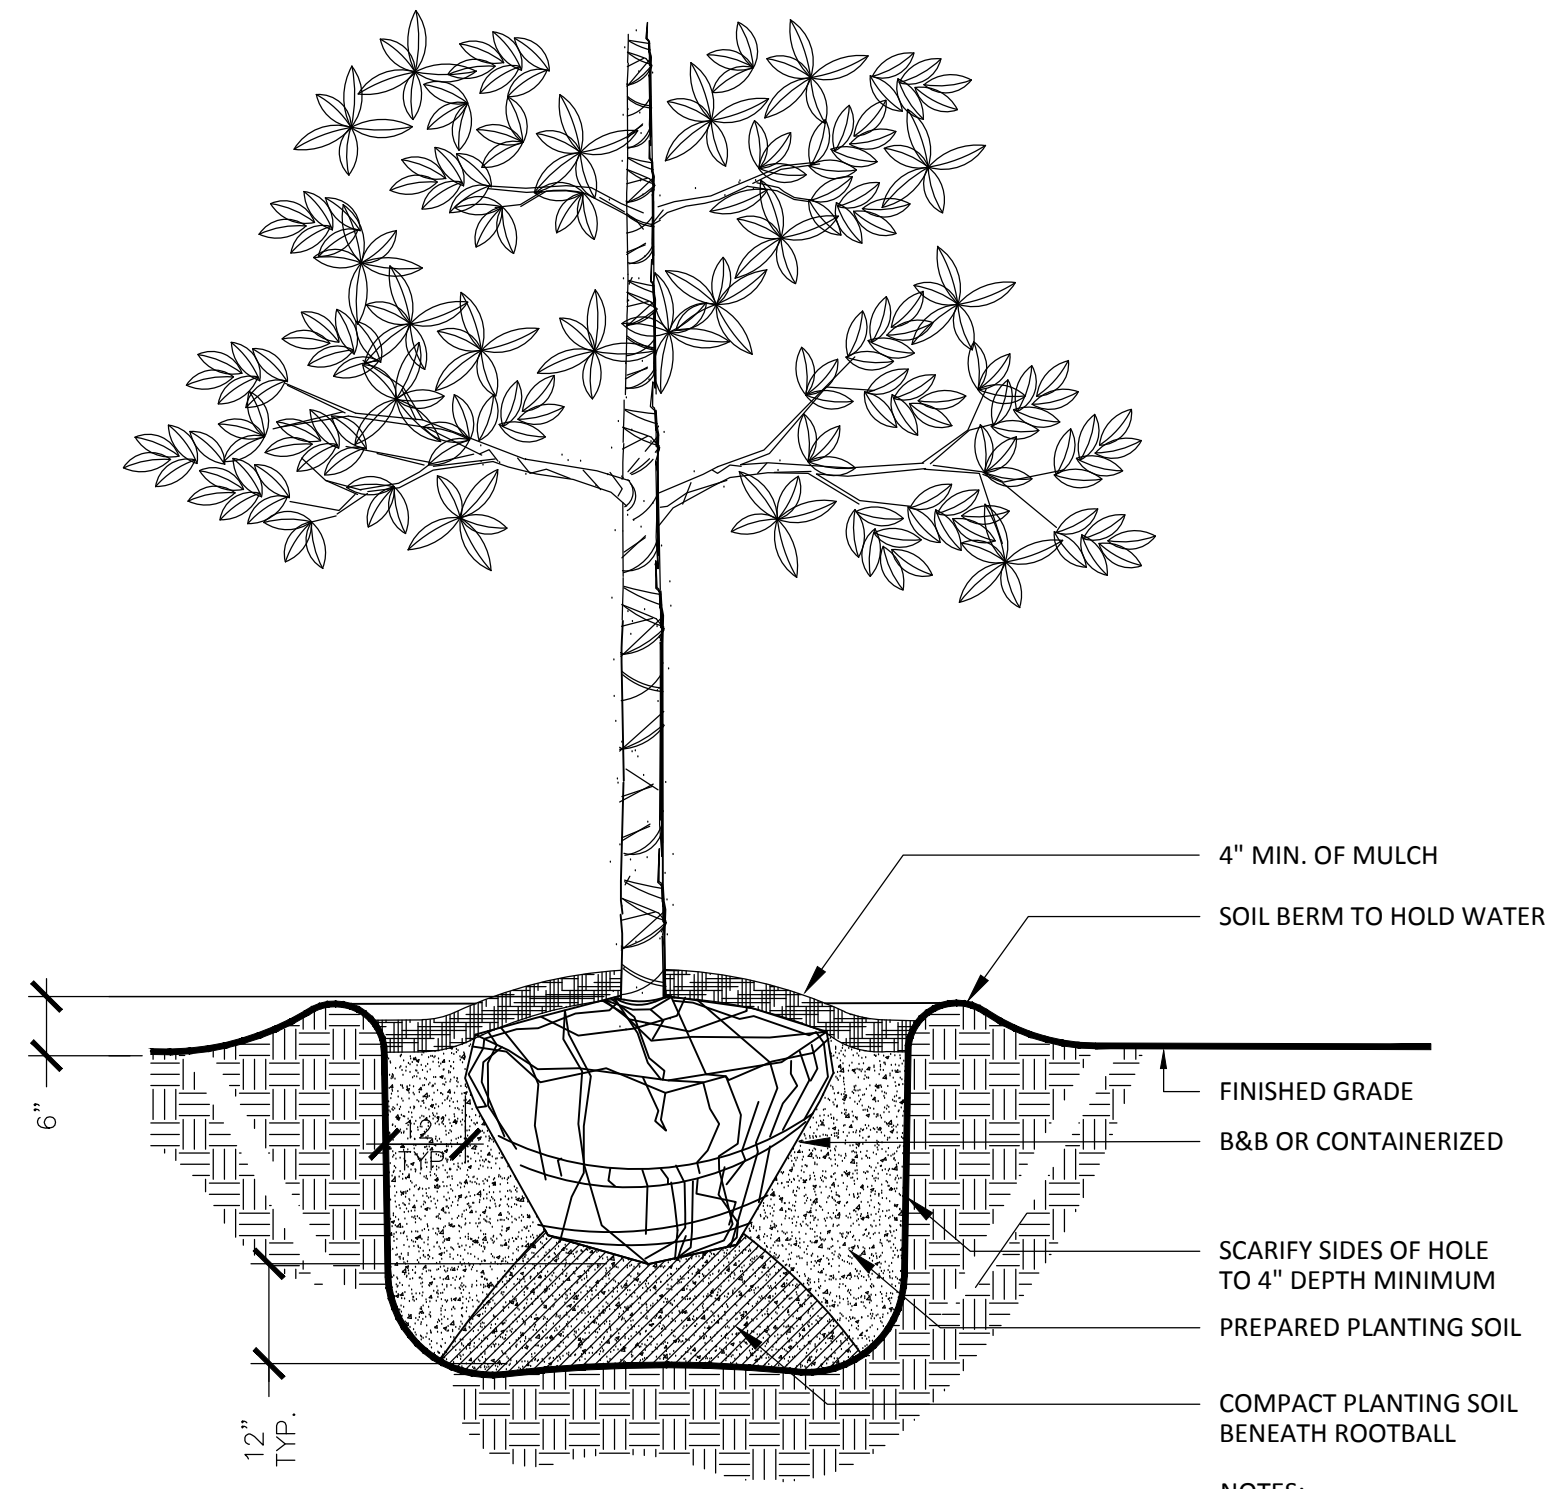 4" MIN. OF MULCH
SOIL BERM TO HOLD WATER
6"
FINISHED GRADE
12"
TYP.
B&B OR CONTAINERIZED
SCARIFY SIDES OF HOLE
TO 4" DEPTH MINIMUM
PREPARED PLANTING SOIL
12"
TYP.
COMPACT PLANTING SOIL
BENEATH ROOTBALL
NOTES: